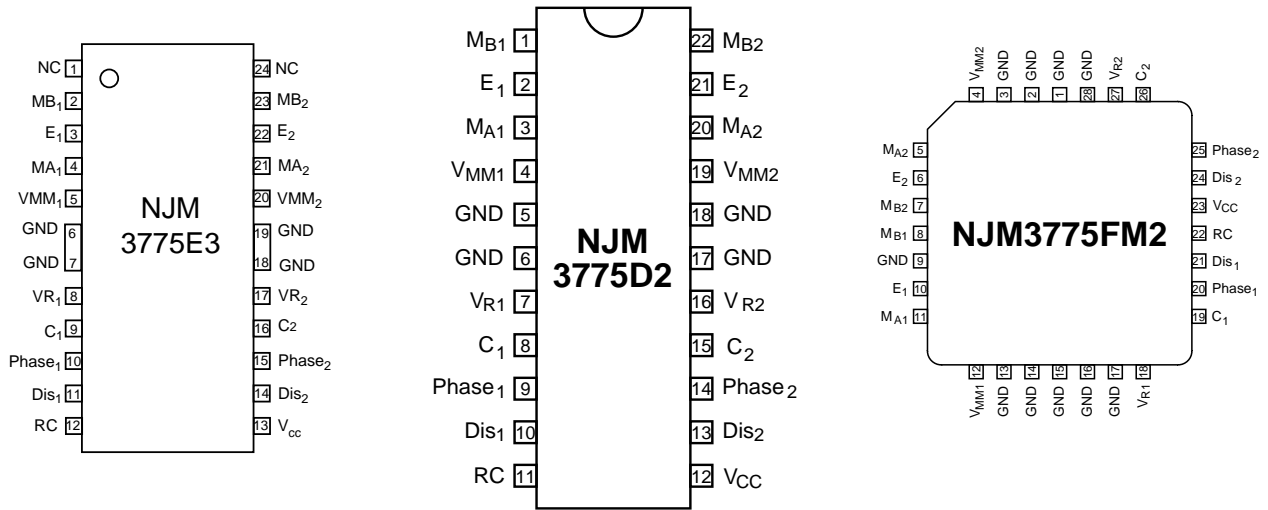 NC 1
MB1 2
E1 3
MA1 4
VMM1 5
GND 6
GND 7
VR1 8
C1 9
Phase1 10
Dis1 11
RC 12
NJM
3775E3
24 NC
23 MB2
22 E2
21 MA2
20 VMM2
19 GND
18 GND
17 VR2
16 C2
15 Phase2
14 Dis2
13 Vcc
MB1 1
E1 2
MA1 3
VMM1 4
GND 5
GND 6
VR1 7
C1 8
Phase1 9
Dis1 10
RC 11
NJM
3775D2
22 MB2
21 E2
20 MA2
19 VMM2
18 GND
17 GND
16 VR2
15 C2
14 Phase2
13 Dis2
12 VCC
VMM2 4
GND 3
GND 2
GND 1
GND 28
VR2 27
C2 26
MA2 5
E2 6
MB2 7
MB1 8
GND 9
E1 10
MA1 11
NJM3775FM2
25 Phase2
24 Dis2
23 VCC
22 RC
21 Dis1
20 Phase1
19 C1
VMM1 12
GND 13
GND 14
GND 15
GND 16
GND 17
VR1 18